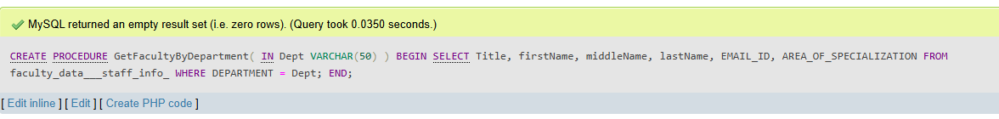 MySQL returned an empty result set (i.e. zero rows). (Query took 0.0350 seconds.)
CREATE PROCEDURE GetFacultyByDepartment( IN Dept VARCHAR(50) ) BEGIN SELECT Title, firstName, middleName, lastName, EMAIL_ID, AREA_OF_SPECIALIZATION FROM
faculty_data___staff_info_ WHERE DEPARTMENT = Dept; END;
[ Edit inline ] [ Edit ] [ Create PHP code ]